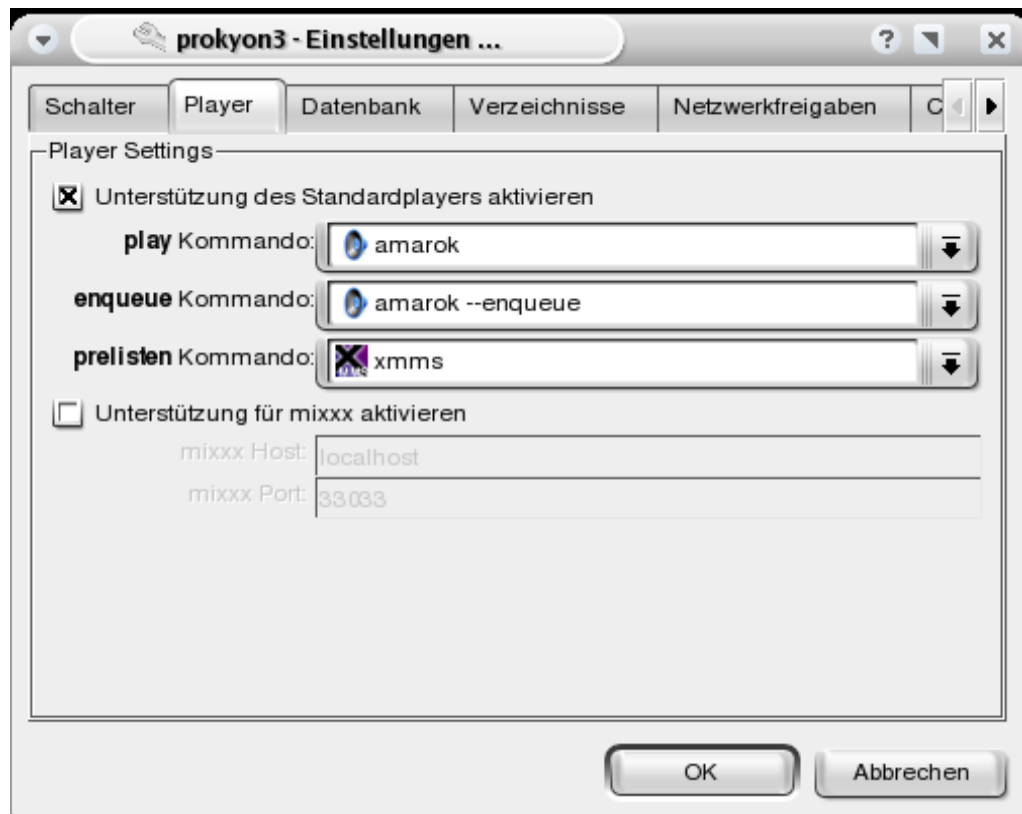 prokyon3 - Einstellungen ...
Schalter Player Datenbank Verzeichnisse Netzwerkfreigaben C
Player Settings
Unterstützung des Standardplayers aktivieren
play Kommando: amarok
enqueue Kommando: amarok --enqueue
prelisten Kommando: xmms
Unterstützung für mixxx aktivieren
mixxx Host: localhost
mixxx Port: 33033
OK Abbrechen